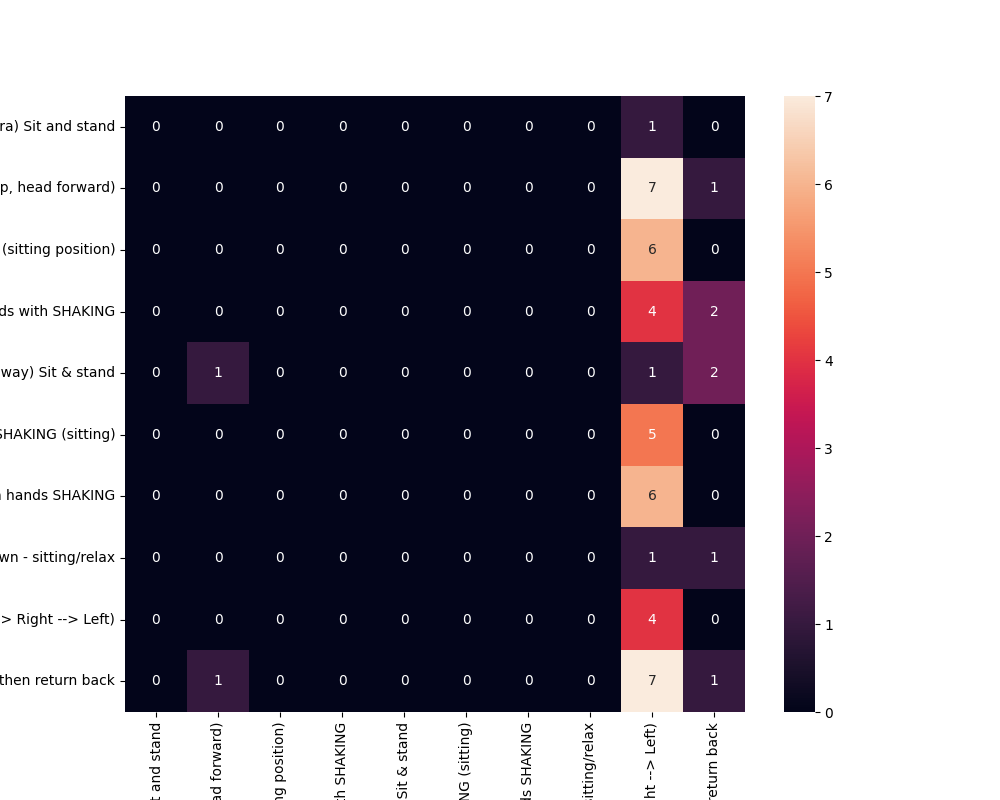 ra) Sit and stand 0 0 0 0 0 0 0 0 1 0
p, head forward) 0 0 0 0 0 0 0 0 7 1
(sitting position) 0 0 0 0 0 0 0 0 6 0
ds with SHAKING 0 0 0 0 0 0 0 0 4 2
way) Sit & stand 0 1 0 0 0 0 0 0 1 2
SHAKING (sitting) 0 0 0 0 0 0 0 0 5 0
hands SHAKING 0 0 0 0 0 0 0 0 6 0
wn - sitting/relax 0 0 0 0 0 0 0 0 1 1
> Right --> Left) 0 0 0 0 0 0 0 0 4 0
then return back 0 1 0 0 0 0 0 0 7 1
t and stand
ad forward)
ng position)
th SHAKING
Sit & stand
NG (sitting)
ds SHAKING
sitting/relax
ht --> Left)
return back
7
6
5
4
3
2
1
0